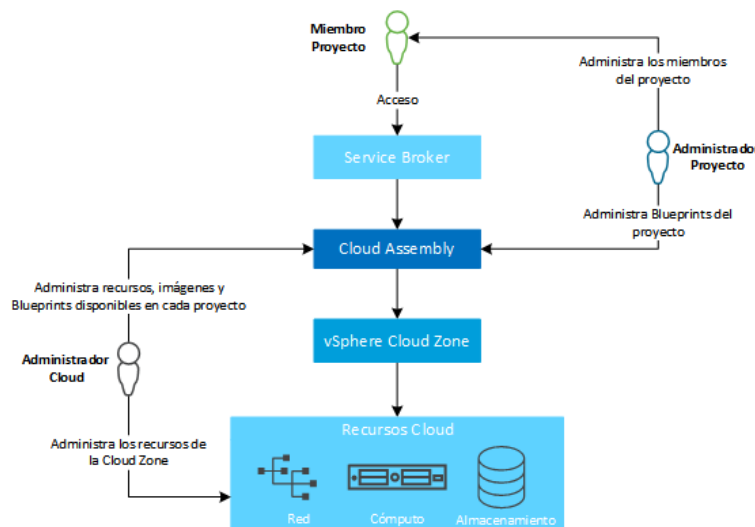 Miembro
Proyecto
Administra los miembros
del proyecto
Acceso
Service Broker
Administrador
Proyecto
Administra Blueprints del
proyecto
Cloud Assembly
Administra recursos, imágenes y
Blueprints disponibles en cada proyecto
vSphere Cloud Zone
Administrador
Cloud
Recursos Cloud
Administra los recursos de
la Cloud Zone
Red
Cómputo
Almacenamiento